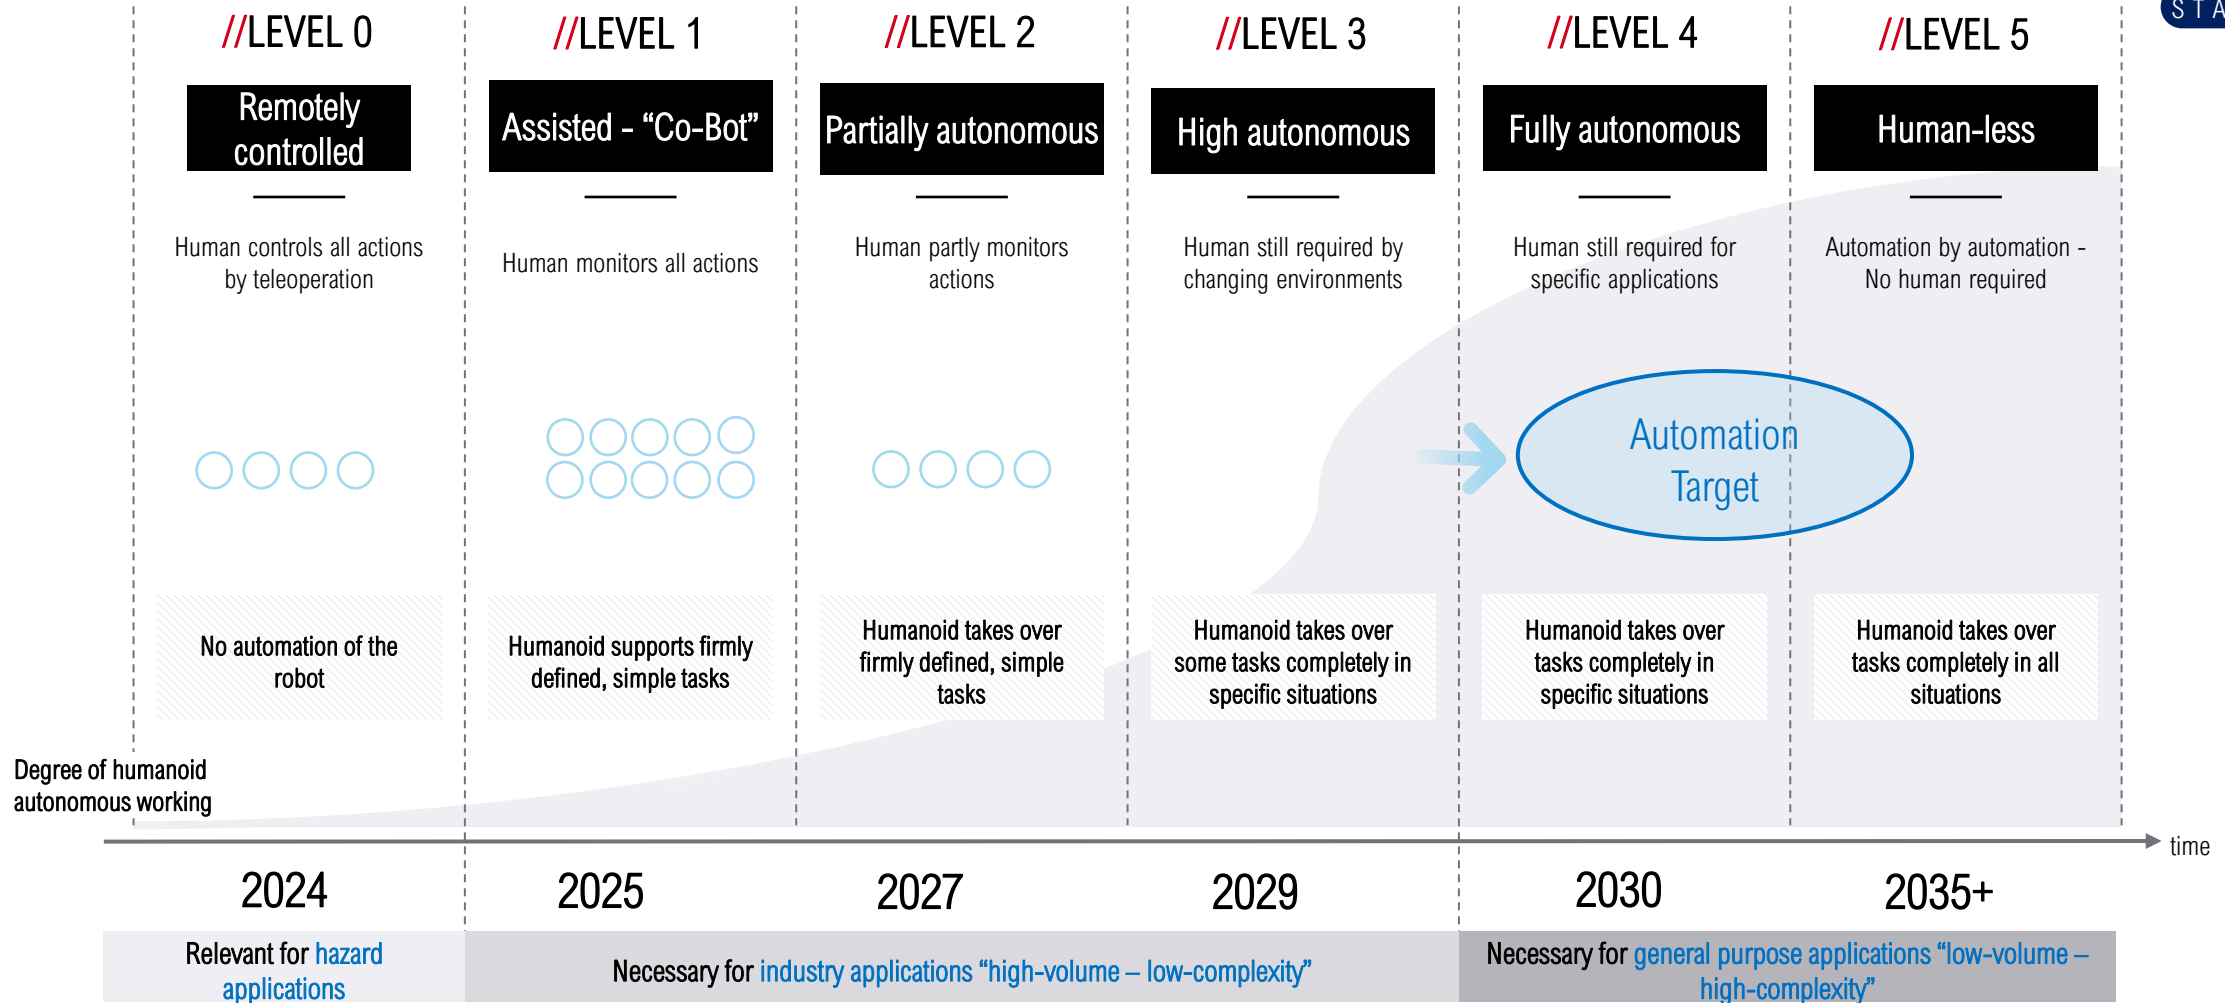 S T A
//LEVEL 0
Remotely
controlled
Human controls all actions
by teleoperation
No automation of the
robot
//LEVEL 1
Assisted - “Co-Bot”
Human monitors all actions
Humanoid supports firmly
defined, simple tasks
//LEVEL 2
Partially autonomous
Human partly monitors
actions
Humanoid takes over
firmly defined, simple
tasks
//LEVEL 3
High autonomous
Human still required by
changing environments
Humanoid takes over
some tasks completely in
specific situations
//LEVEL 4
Fully autonomous
Human still required for
specific applications
Humanoid takes over
tasks completely in
specific situations
//LEVEL 5
Human-less
Automation by automation -
No human required
Humanoid takes over
tasks completely in all
situations
Automation
Target
Degree of humanoid
autonomous working
time
2024
2025
2027
2029
2030
2035+
Relevant for hazard
applications
Necessary for industry applications “high-volume – low-complexity”
Necessary for general purpose applications “low-volume –
high-complexity”